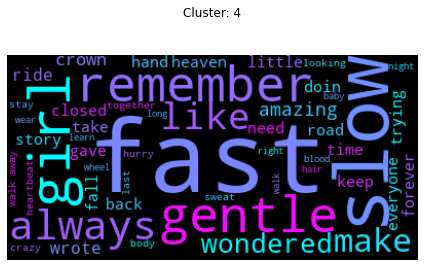 Cluster: 4
crown hand heaven little looking night
ride remember doin baby
closed together like amazing
stay long road
wear story learn take need trying
girl fast slow
gave hurry right time everyone
walk away heartbeat fall wheel blood keep forever
last walk hair
always back sweat gentle
crazy wrote body wondered make